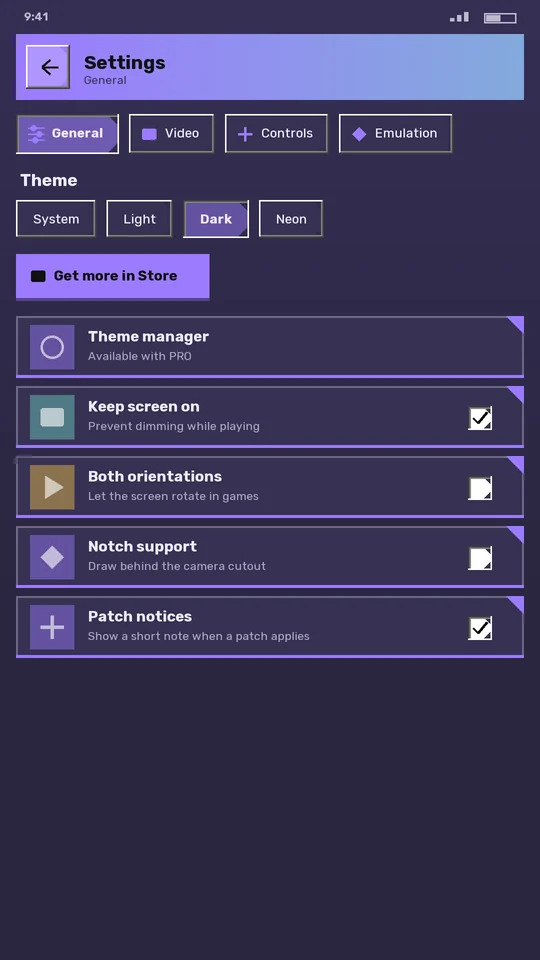 9:41
Settings
General
General
Video
Controls
Emulation
Theme
System
Light
Dark
Neon
Get more in Store
Theme manager
Available with PRO
Keep screen on
Prevent dimming while playing
Both orientations
Let the screen rotate in games
Notch support
Draw behind the camera cutout
Patch notices
Show a short note when a patch applies